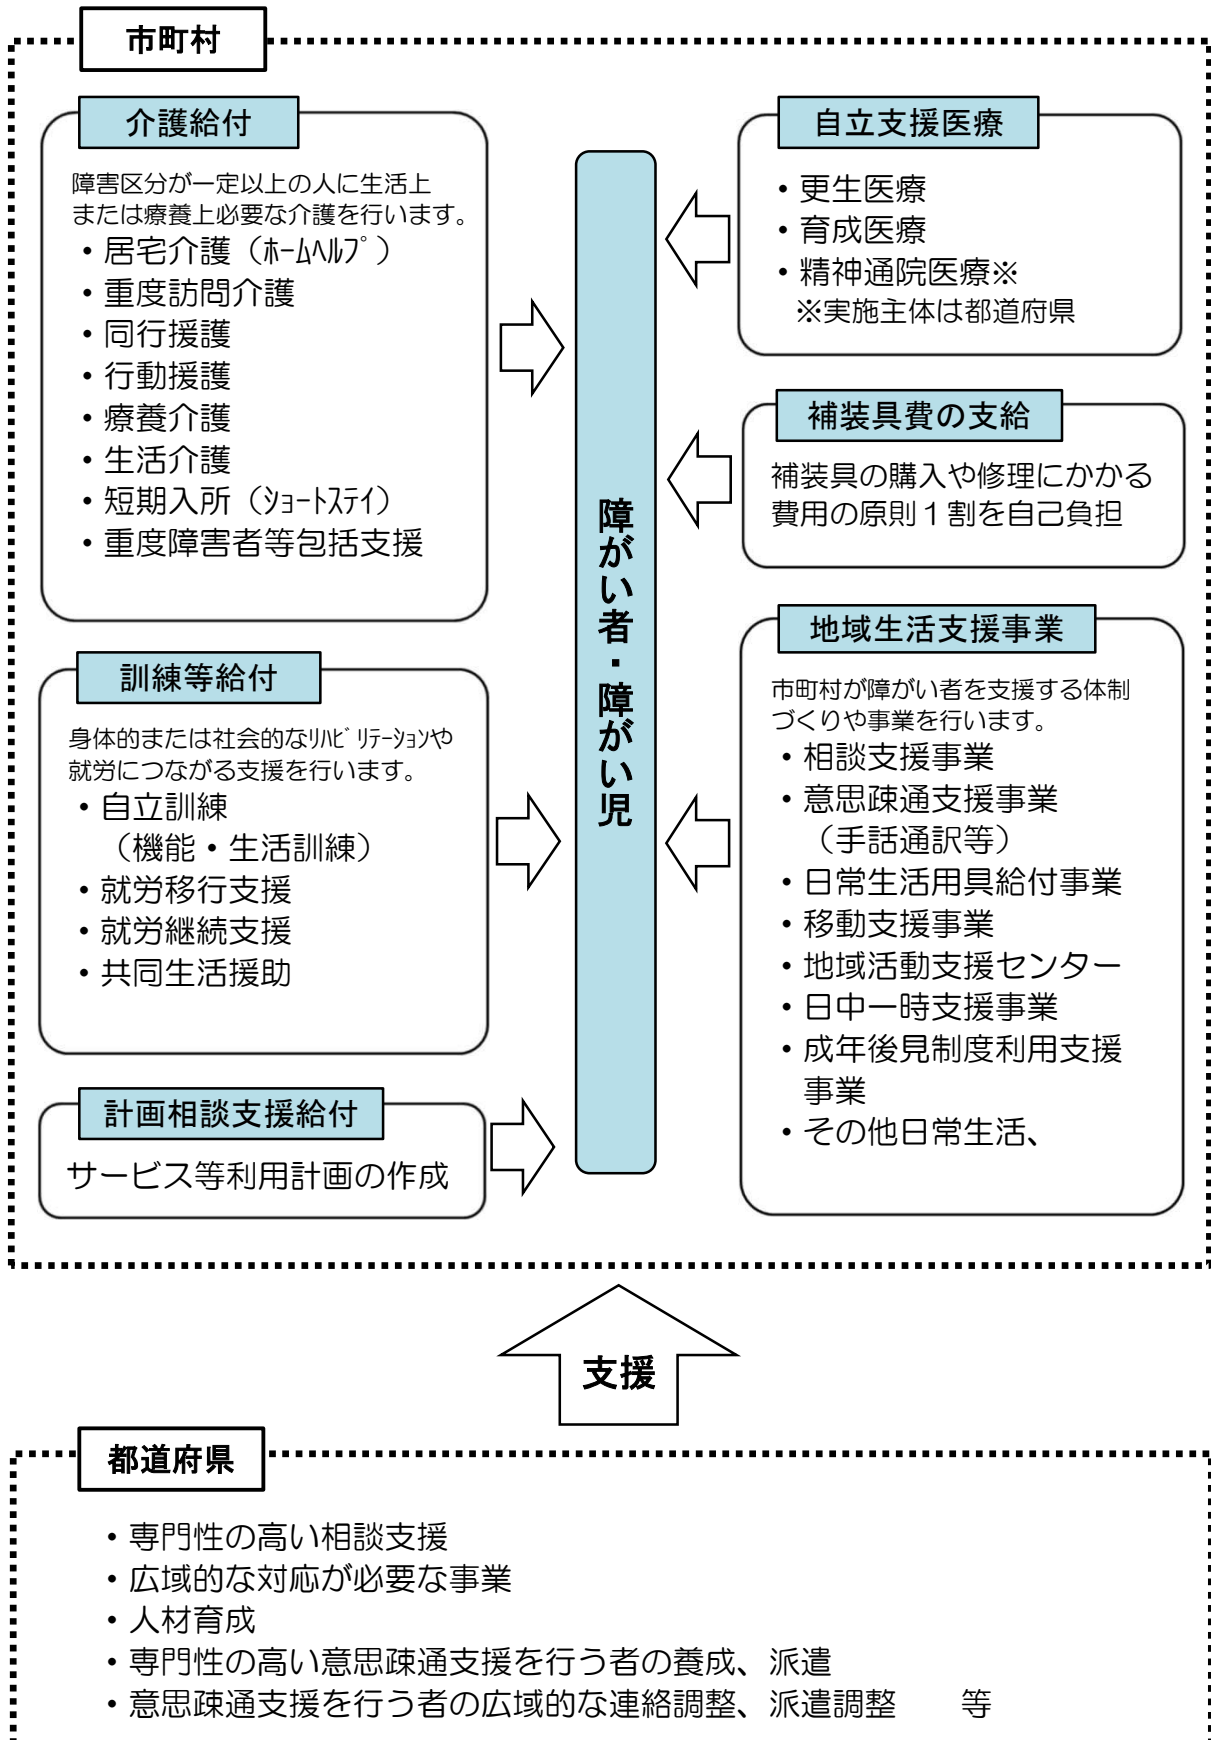 市町村
介護給付
障害区分が一定以上の人に生活上
または療養上必要な介護を行います。
・居宅介護（ﾎｰﾑﾍﾙﾌﾟ）
・重度訪問介護
・同行援護
・行動援護
・療養介護
・生活介護
・短期入所（ｼｮｰﾄｽﾃｲ）
・重度障害者等包括支援
訓練等給付
身体的または社会的なﾘﾊﾋﾞﾘﾃｰｼｮﾝや
就労につながる支援を行います。
・自立訓練
（機能・生活訓練）
・就労移行支援
・就労継続支援
・共同生活援助
計画相談支援給付
サービス等利用計画の作成
障がい者・障がい児
自立支援医療
・更生医療
・育成医療
・精神通院医療※
※実施主体は都道府県
補装具費の支給
補装具の購入や修理にかかる
費用の原則１割を自己負担
地域生活支援事業
市町村が障がい者を支援する体制
づくりや事業を行います。
・相談支援事業
・意思疎通支援事業
（手話通訳等）
・日常生活用具給付事業
・移動支援事業
・地域活動支援センター
・日中一時支援事業
・成年後見制度利用支援
事業
・その他日常生活、
支援
都道府県
・専門性の高い相談支援
・広域的な対応が必要な事業
・人材育成
・専門性の高い意思疎通支援を行う者の養成、派遣
・意思疎通支援を行う者の広域的な連絡調整、派遣調整　　等